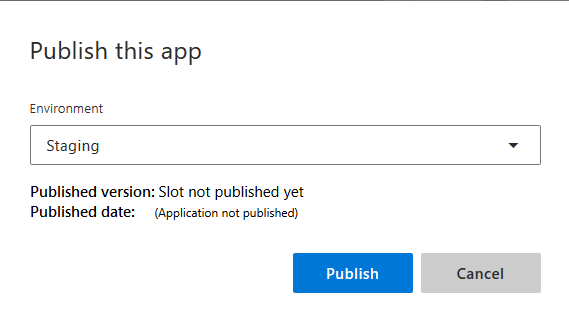 Publish this app
Environment
Staging
Published version: Slot not published yet
Published date: (Application not published)
Publish Cancel